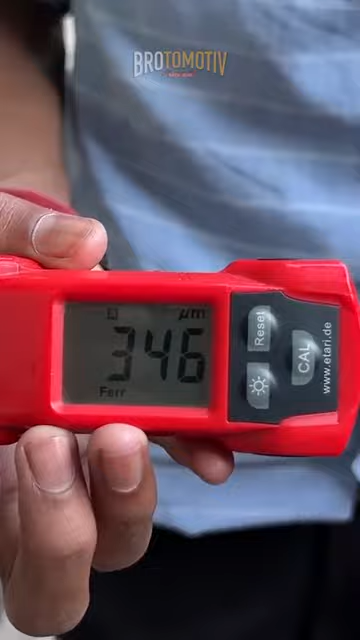 BROTOMOTIV
µm
346
Ferr
Reset
CAL
www.etari.de